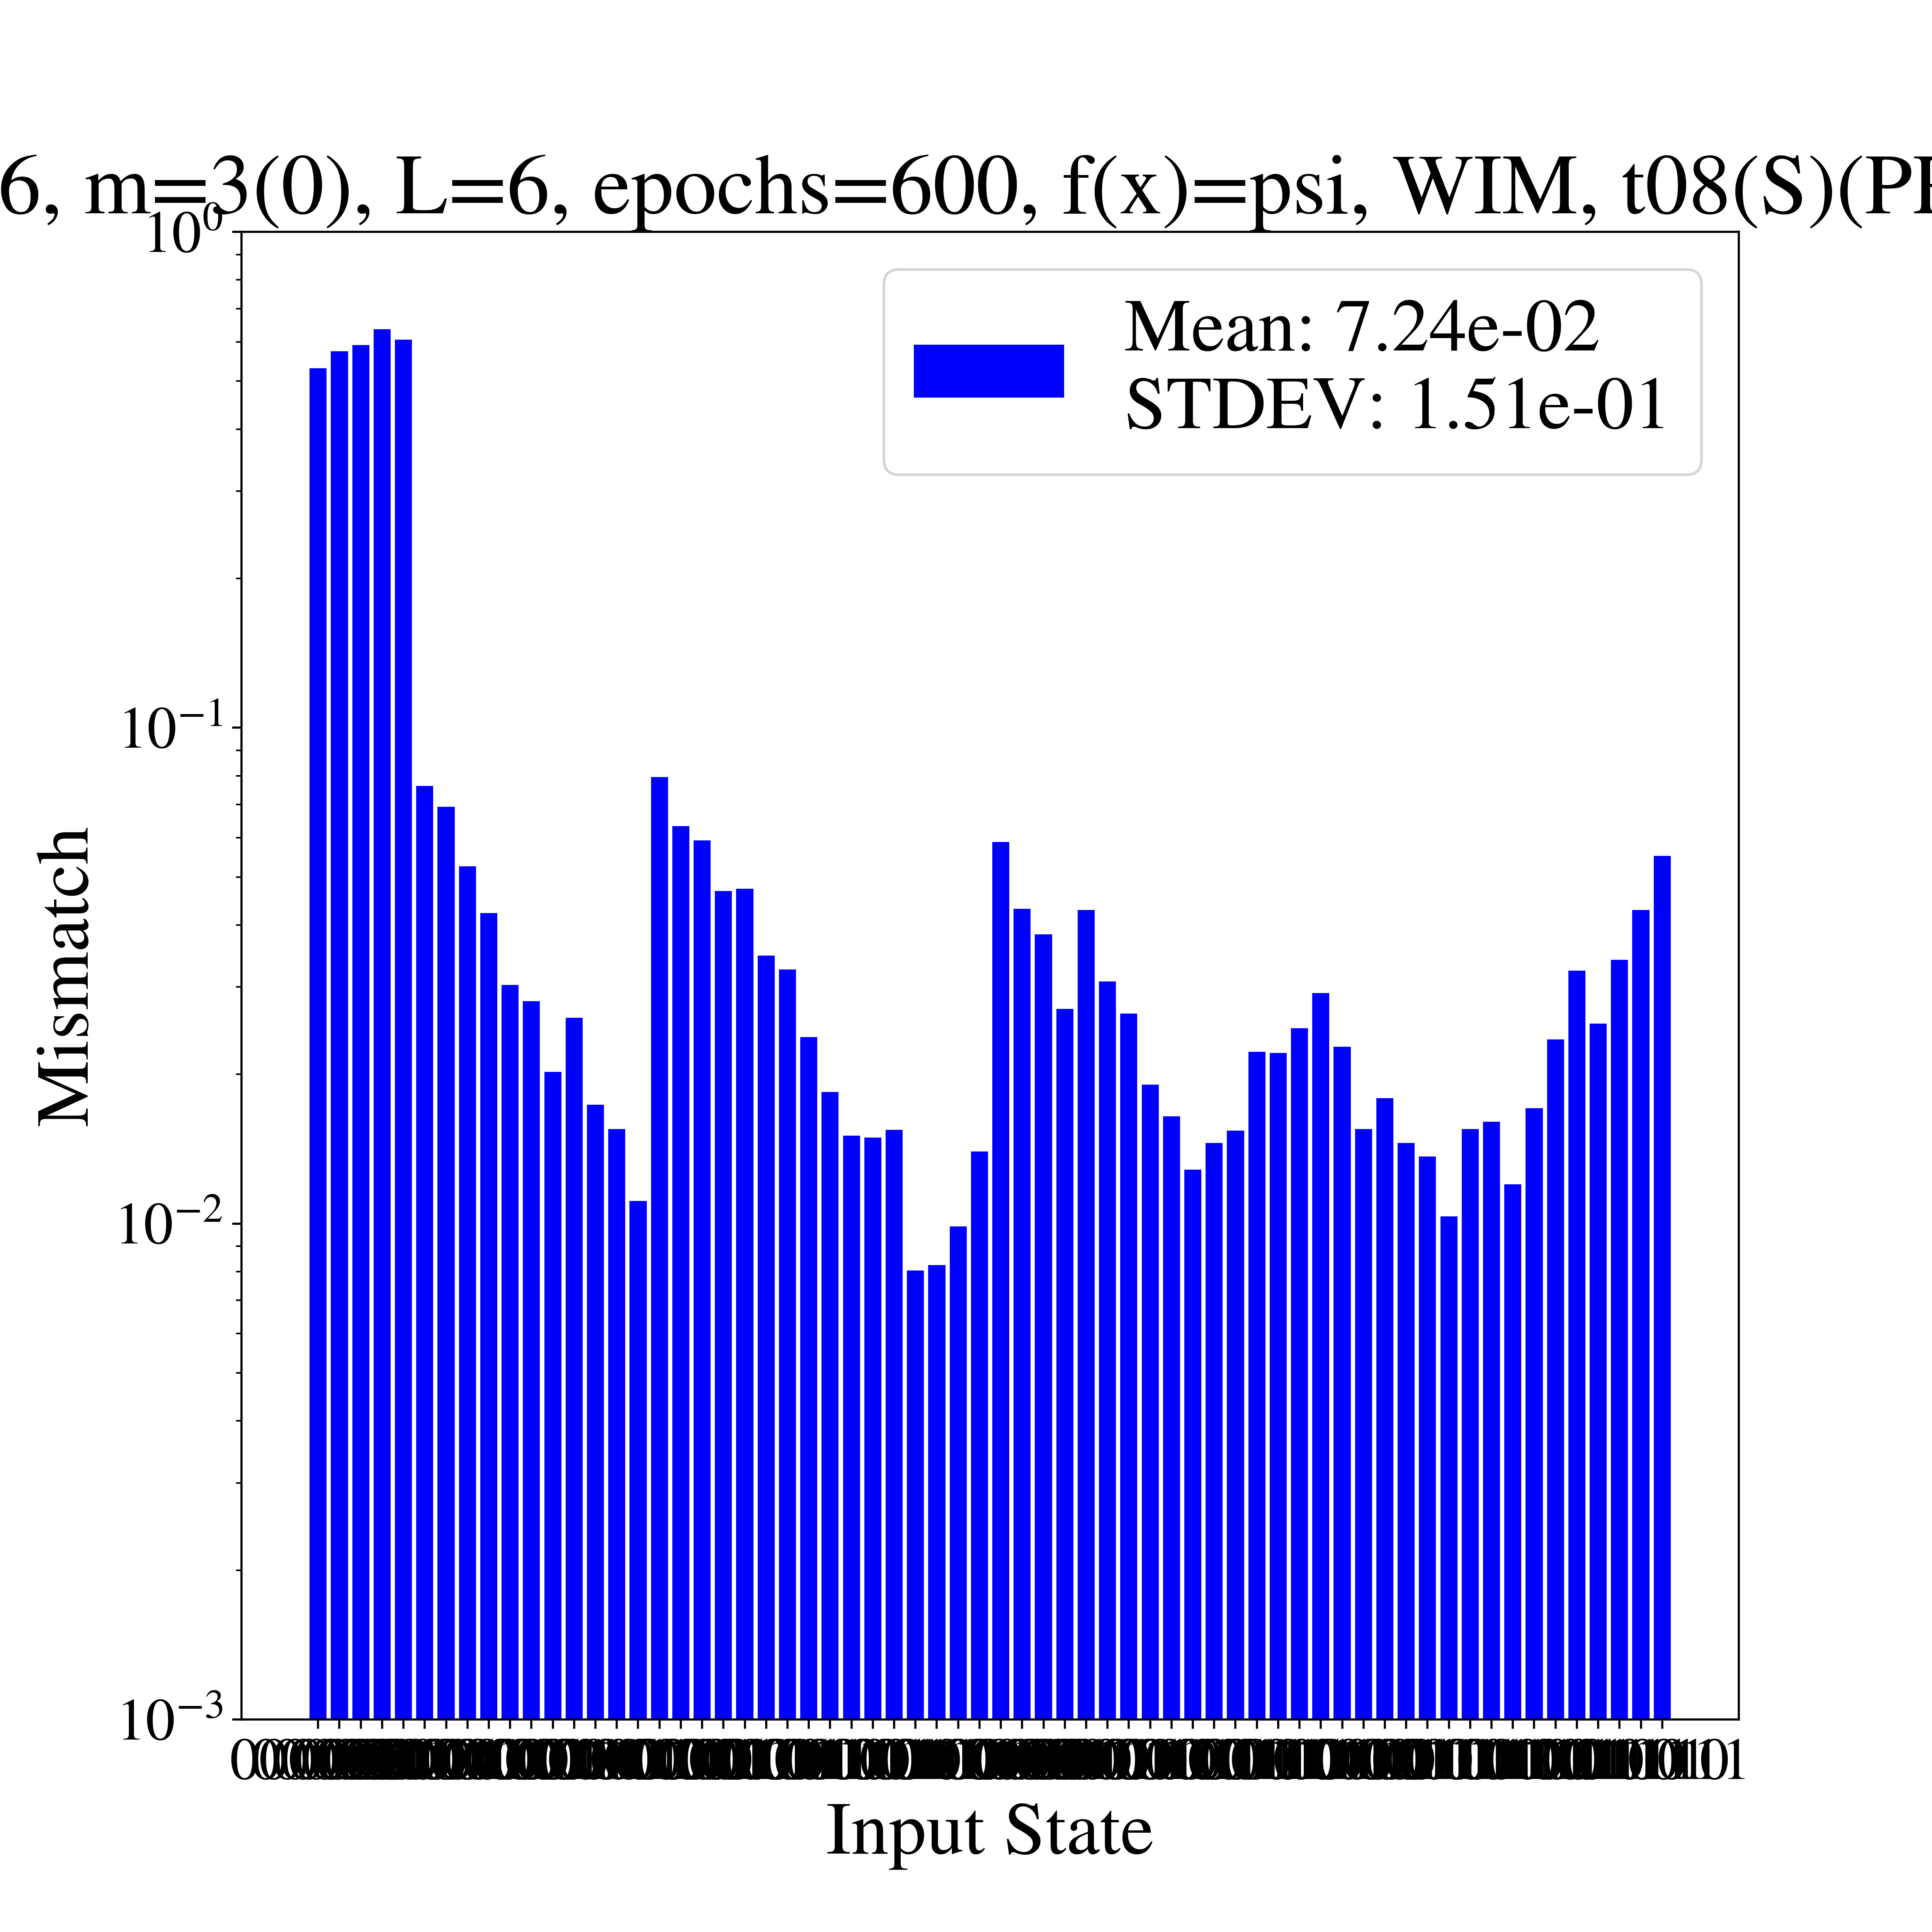 6, m=3(0), L=6, epochs=600, f(x)=psi, WIM, t08(S)(P
10⁰
Mean: 7.24e-02
STDEV: 1.51e-01
10⁻¹
Mismatch
10⁻²
10⁻³
Input State